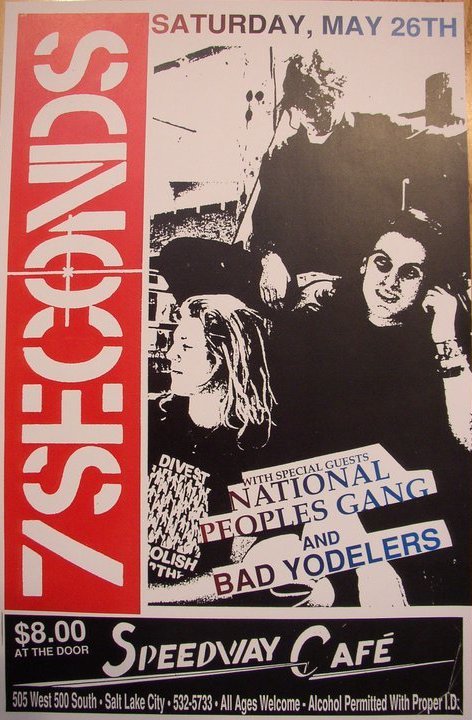 SATURDAY, MAY 26TH
7SECONDS
DIVEST
OLISH
WITH SPECIAL GUESTS
NATIONAL
PEOPLES GANG
AND
BAD YODELERS
$8.00
AT THE DOOR
SPEEDWAY CAFÉ
505 West 500 South • Salt Lake City • 532-5733 • All Ages Welcome - Alcohol Permitted With Proper I.D.